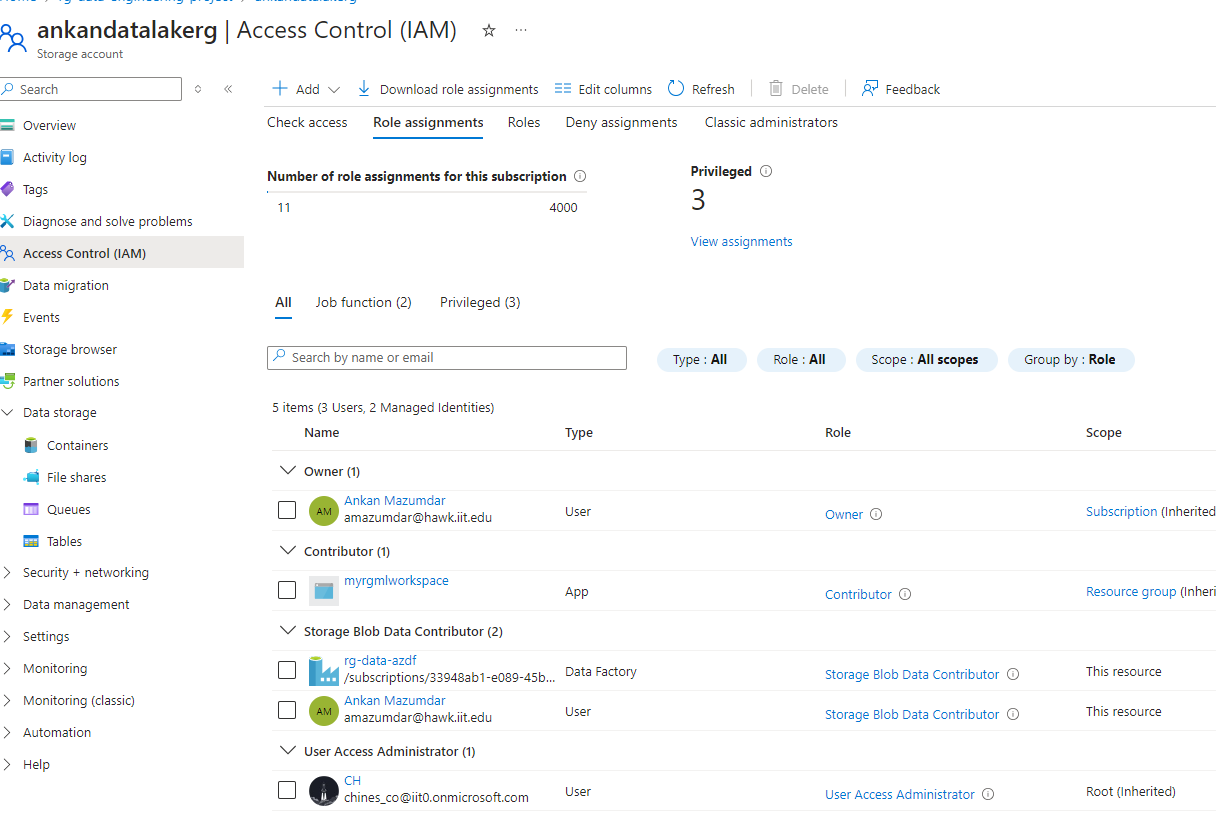 ankandatalakerg | Access Control (IAM) ...
Storage account
Search
Add
Download role assignments
Edit columns
Refresh
Delete
Feedback
Overview
Activity log
Tags
Diagnose and solve problems
Access Control (IAM)
Data migration
Events
Storage browser
Partner solutions
Data storage
Containers
File shares
Queues
Tables
Security + networking
Data management
Settings
Monitoring
Monitoring (classic)
Automation
Help
Check access Role assignments Roles Deny assignments Classic administrators
Number of role assignments for this subscription
11 4000
Privileged
3
View assignments
All Job function (2) Privileged (3)
Search by name or email
Type : All Role : All Scope : All scopes Group by : Role
5 items (3 Users, 2 Managed Identities)
Name Type Role Scope
Owner (1)
AM Ankan Mazumdar
amazumdar@hawk.iit.edu User Owner Subscription (Inherited
Contributor (1)
myrgmlworkspace App Contributor Resource group (Inheri
Storage Blob Data Contributor (2)
rg-data-azdf
/subscriptions/33948ab1-e089-45b... Data Factory Storage Blob Data Contributor This resource
AM Ankan Mazumdar
amazumdar@hawk.iit.edu User Storage Blob Data Contributor This resource
User Access Administrator (1)
CH
chines_co@iit0.onmicrosoft.com User User Access Administrator Root (Inherited)